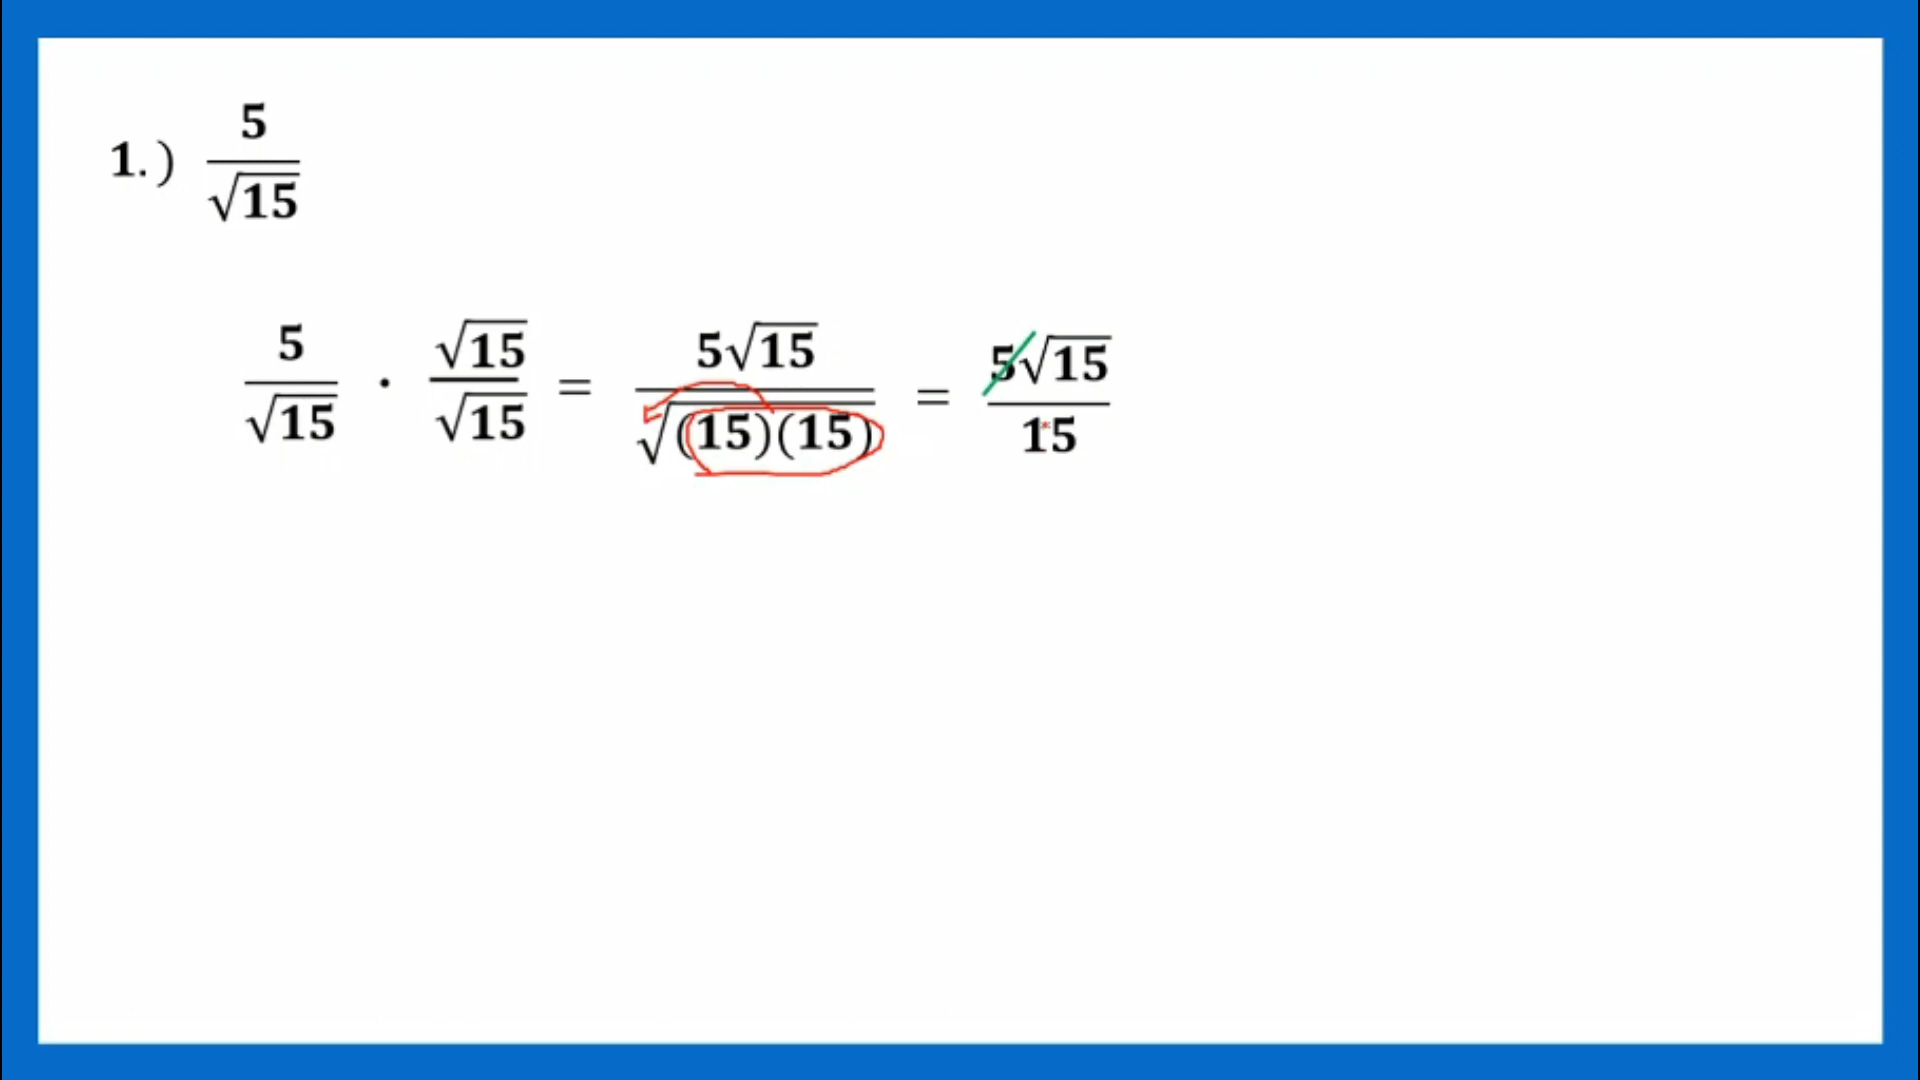 1.) 5/√15
5/√15 · √15/√15 = 5√15/√(15)(15) = 5√15/15